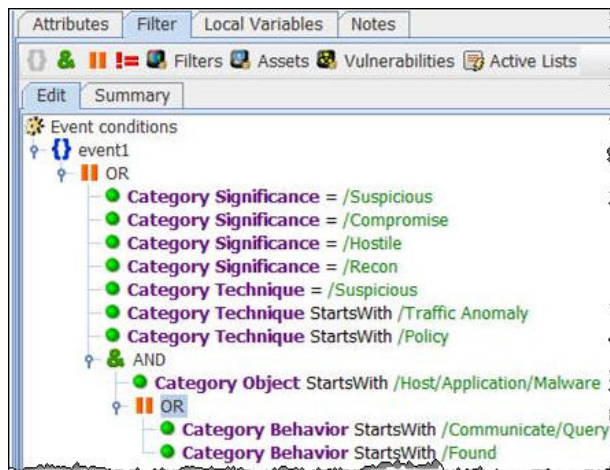 Attributes Filter Local Variables Notes
{} & != Filters Assets Vulnerabilities Active Lists
Edit Summary
Event conditions
{} event1
OR
Category Significance = /Suspicious
Category Significance = /Compromise
Category Significance = /Hostile
Category Significance = /Recon
Category Technique = /Suspicious
Category Technique StartsWith /Traffic Anomaly
Category Technique StartsWith /Policy
& AND
Category Object StartsWith /Host/Application/Malware
OR
Category Behavior StartsWith /Communicate/Query
Category Behavior StartsWith /Found